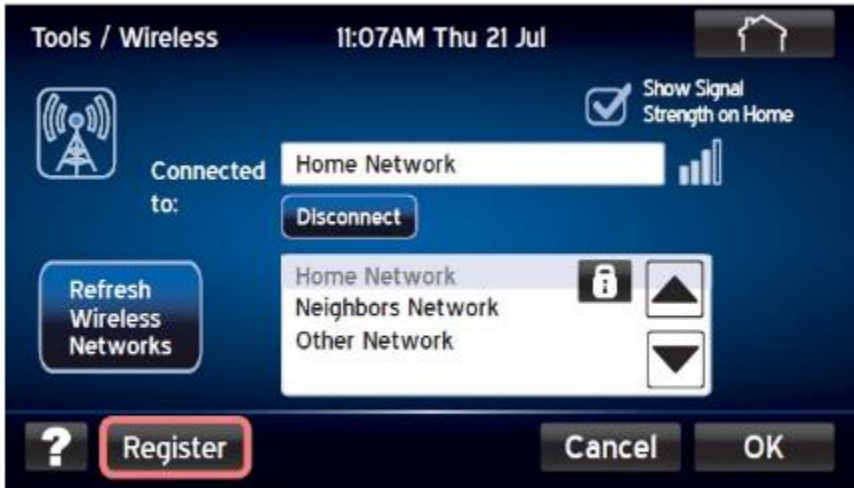 Tools / Wireless
11:07AM Thu 21 Jul
Show Signal
Strength on Home
Connected
to:
Home Network
Disconnect
Refresh
Wireless
Networks
Home Network
Neighbors Network
Other Network
?
Register
Cancel
OK